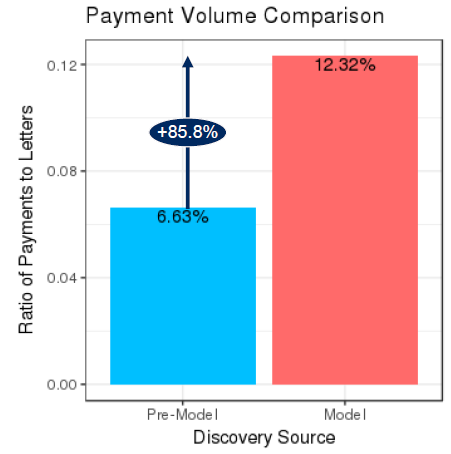 Payment Volume Comparison
Ratio of Payments to Letters
0.12
0.08
0.04
0.00
12.32%
+85.8%
6.63%
Pre-Model
Model
Discovery Source